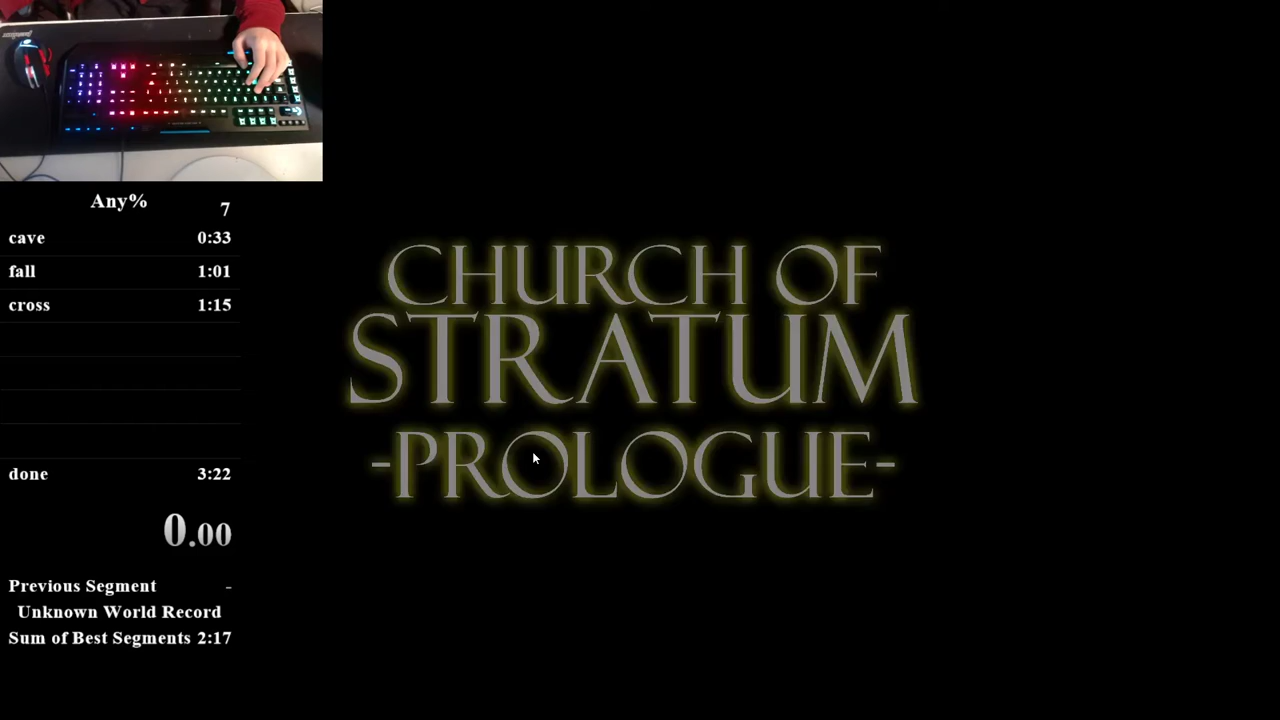 Any%
7
cave 0:33
fall 1:01
cross 1:15
done 3:22
0.00
Previous Segment -
Unknown World Record
Sum of Best Segments 2:17
CHURCH OF
STRATUM
-PROLOGUE-